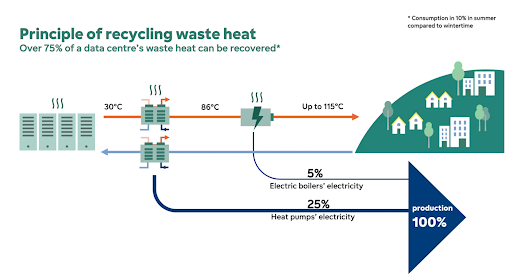 Principle of recycling waste heat
Over 75% of a data centre's waste heat can be recovered*
* Consumption in 10% in summer
compared to wintertime
30°C
86°C
Up to 115°C
5%
Electric boilers' electricity
25%
Heat pumps' electricity
production
100%